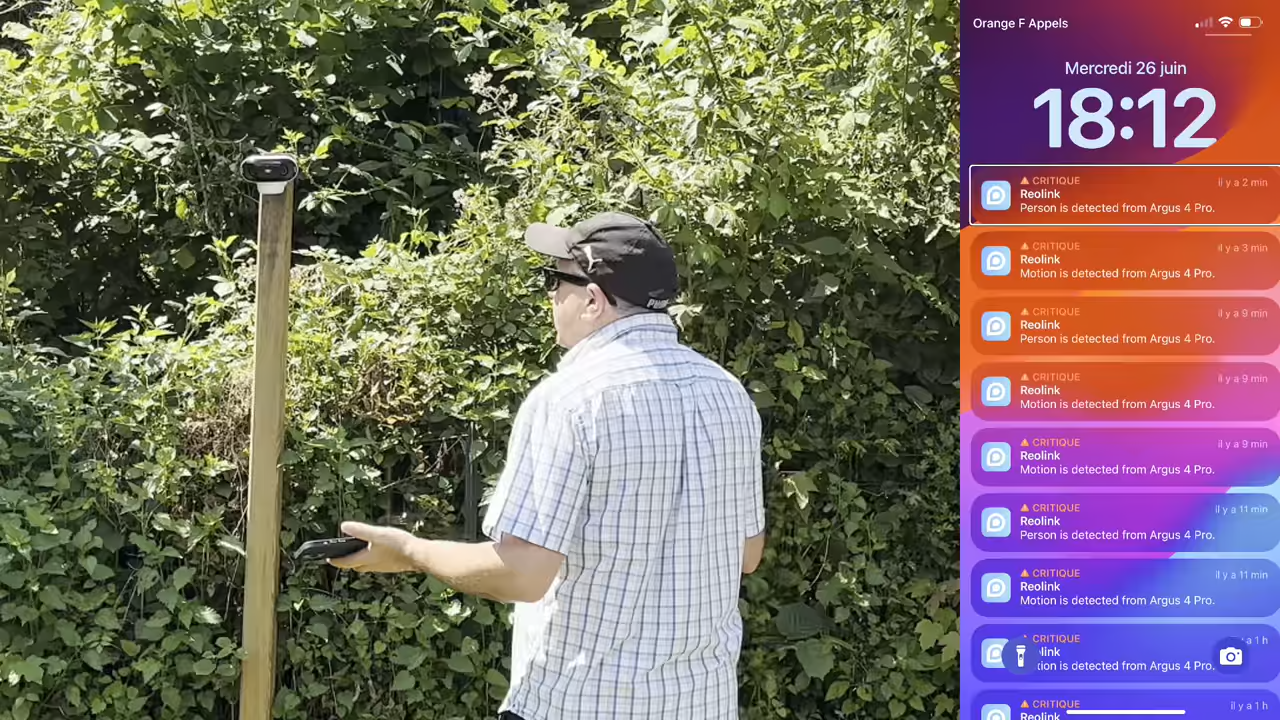 Orange F Appels
Mercredi 26 juin
18:12
CRITIQUE
il y a 2 min
Reolink
Person is detected from Argus 4 Pro.
CRITIQUE
il y a 3 min
Reolink
Motion is detected from Argus 4 Pro.
CRITIQUE
il y a 9 min
Reolink
Person is detected from Argus 4 Pro.
CRITIQUE
il y a 9 min
Reolink
Motion is detected from Argus 4 Pro.
CRITIQUE
il y a 9 min
Reolink
Motion is detected from Argus 4 Pro.
CRITIQUE
il y a 11 min
Reolink
Person is detected from Argus 4 Pro.
CRITIQUE
il y a 11 min
Reolink
Motion is detected from Argus 4 Pro.
CRITIQUE
a 1 h
is detected from Argus 4 Pro.
CRITIQUE
il y a 1 h
Reolink